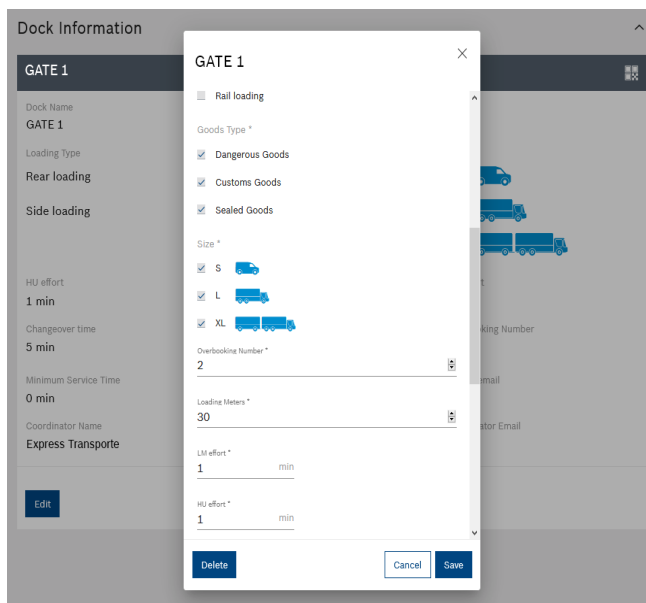 Dock Information
GATE 1
Dock Name
GATE 1
Loading Type
Rear loading
Side loading
HU effort
1 min
Changeover time
5 min
Minimum Service Time
0 min
Coordinator Name
Express Transporte
Edit
GATE 1
Rail loading
Goods Type *
Dangerous Goods
Customs Goods
Sealed Goods
Size *
S
L
XL
Overbooking Number *
2
Loading Meters *
30
LM effort *
1 min
HU effort *
1 min
Delete
Cancel
Save
Number
email
Email